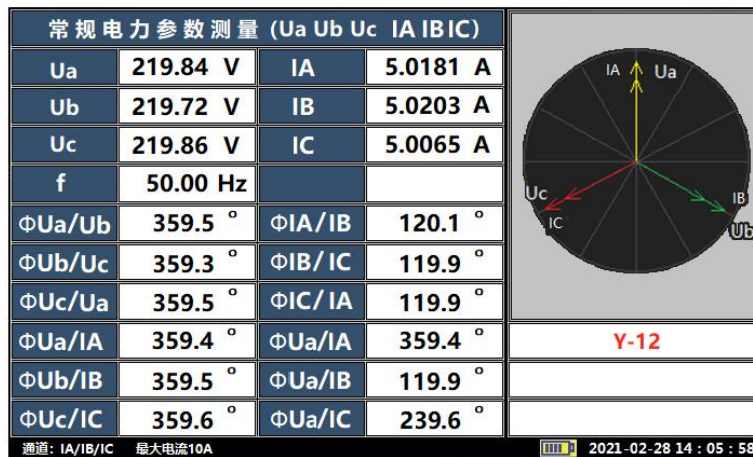 常规电力参数测量 (Ua Ub Uc IA IB IC)
Ua 219.84 V IA 5.0181 A
Ub 219.72 V IB 5.0203 A
Uc 219.86 V IC 5.0065 A
f 50.00 Hz
ΦUa/Ub 359.5 ° ΦIA/IB 120.1 °
ΦUb/Uc 359.3 ° ΦIB/IC 119.9 °
ΦUc/Ua 359.5 ° ΦIC/IA 119.9 °
ΦUa/IA 359.4 ° ΦUa/IA 359.4 °
ΦUb/IB 359.5 ° ΦUa/IB 119.9 °
ΦUc/IC 359.6 ° ΦUa/IC 239.6 °
IA Ua
Uc IB
IC Ub
Y-12
通道: IA/IB/IC 最大电流10A 2021-02-28 14:05:58